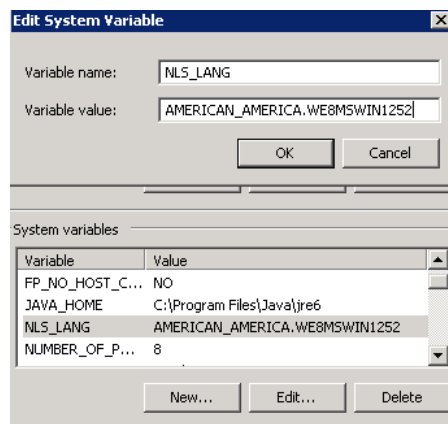 Edit System Variable
Variable name: NLS_LANG
Variable value: AMERICAN_AMERICA.WE8MSWIN1252
OK Cancel
System variables
Variable Value
FP_NO_HOST_C... NO
JAVA_HOME C:\Program Files\Java\jre6
NLS_LANG AMERICAN_AMERICA.WE8MSWIN1252
NUMBER_OF_P... 8
New... Edit... Delete